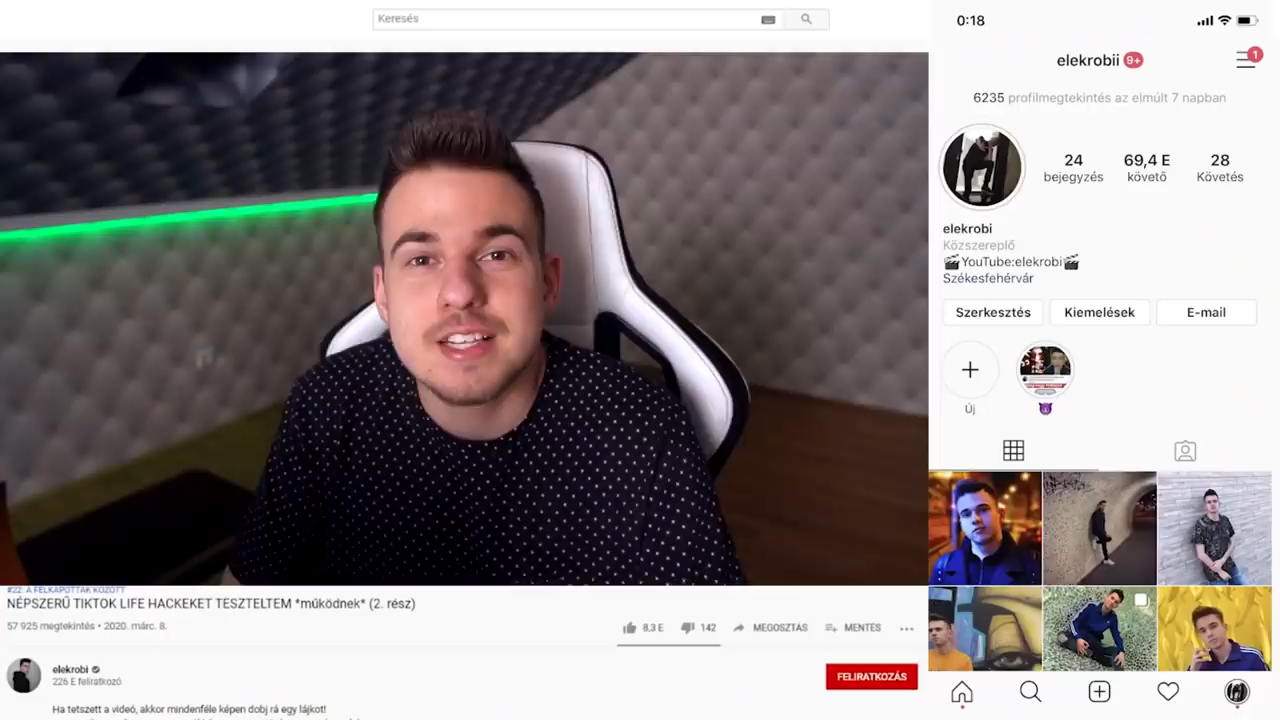 Keresés
#22. A FELKAPOTTAK KÖZÖTT
NÉPSZERŰ TIKTOK LIFE HACKEKET TESZTELTEM *működnek* (2. rész)
57 925 megtekintés • 2020. márc. 8.
8,3 E
142
MEGOSZTÁS
MENTÉS
elekrobi
226 E feliratkozó
FELIRATKOZÁS
Ha tetszett a videó, akkor mindenféle képen dobj rá egy lájkot!
0:18
elekrobii 9+
1
6235 profilmegtekintés az elmúlt 7 napban
24
69,4 E
28
bejegyzés
követő
Követés
elekrobi
Közszereplő
YouTube:elekrobi
Székesfehérvár
Szerkesztés
Kiemelések
E-mail
Új